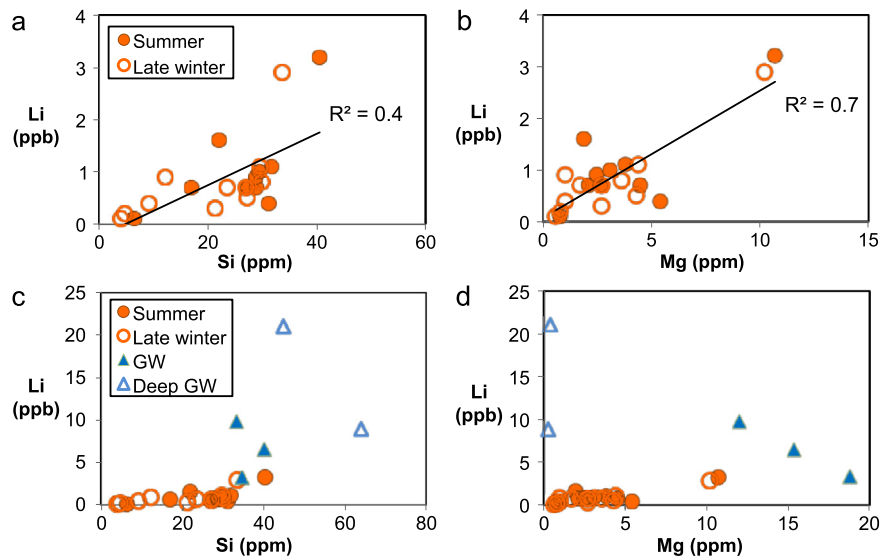 a
4
3
2
1
0
Li
(ppb)
Summer
Late winter
R² = 0.4
0 20 40 60
Si (ppm)
b
4
3
2
1
0
Li
(ppb)
R² = 0.7
0 5 10 15
Mg (ppm)
c
25
20
15
10
5
0
Li
(ppb)
Summer
Late winter
GW
Deep GW
0 20 40 60 80
Si (ppm)
d
25
20
15
10
5
0
Li
(ppb)
0 5 10 15 20
Mg (ppm)